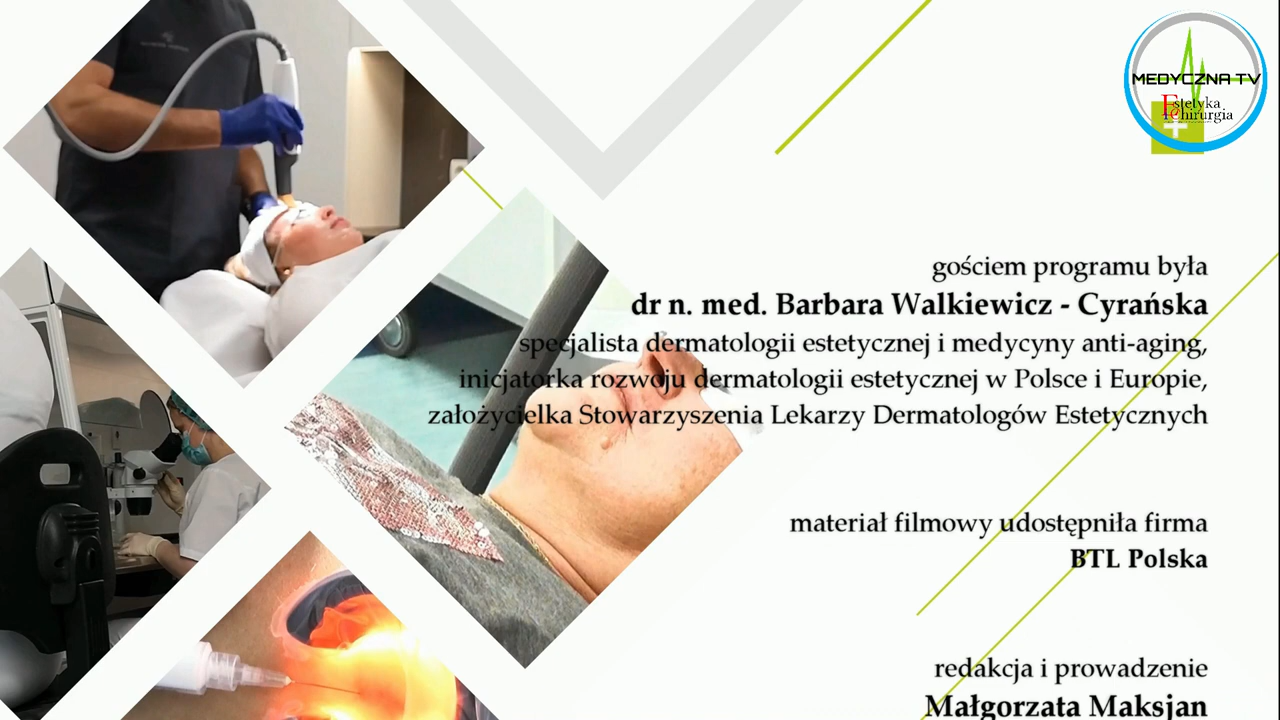 MEDYCZNA TV
Estetyka
Chirurgia
gościem programu była
dr n. med. Barbara Walkiewicz - Cyrańska
specjalista dermatologii estetycznej i medycyny anti-aging,
inicjatorka rozwoju dermatologii estetycznej w Polsce i Europie,
założycielka Stowarzyszenia Lekarzy Dermatologów Estetycznych
materiał filmowy udostępniła firma
BTL Polska
redakcja i prowadzenie
Małgorzata Maksjan